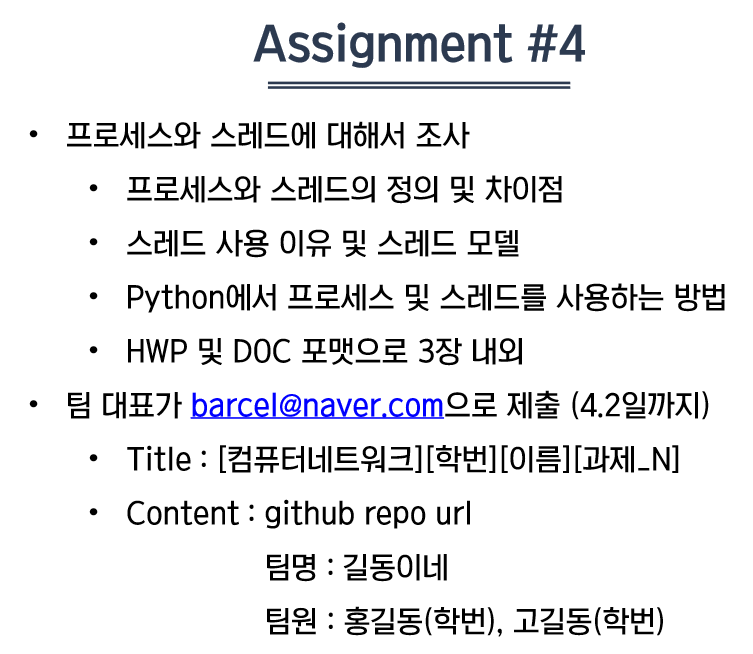 Assignment #4
• 프로세스와 스레드에 대해서 조사
• 프로세스와 스레드의 정의 및 차이점
• 스레드 사용 이유 및 스레드 모델
• Python에서 프로세스 및 스레드를 사용하는 방법
• HWP 및 DOC 포맷으로 3장 내외
• 팀 대표가 barcel@naver.com으로 제출 (4.2일까지)
• Title : [컴퓨터네트워크][학번][이름][과제_N]
• Content : github repo url
팀명 : 길동이네
팀원 : 홍길동(학번), 고길동(학번)